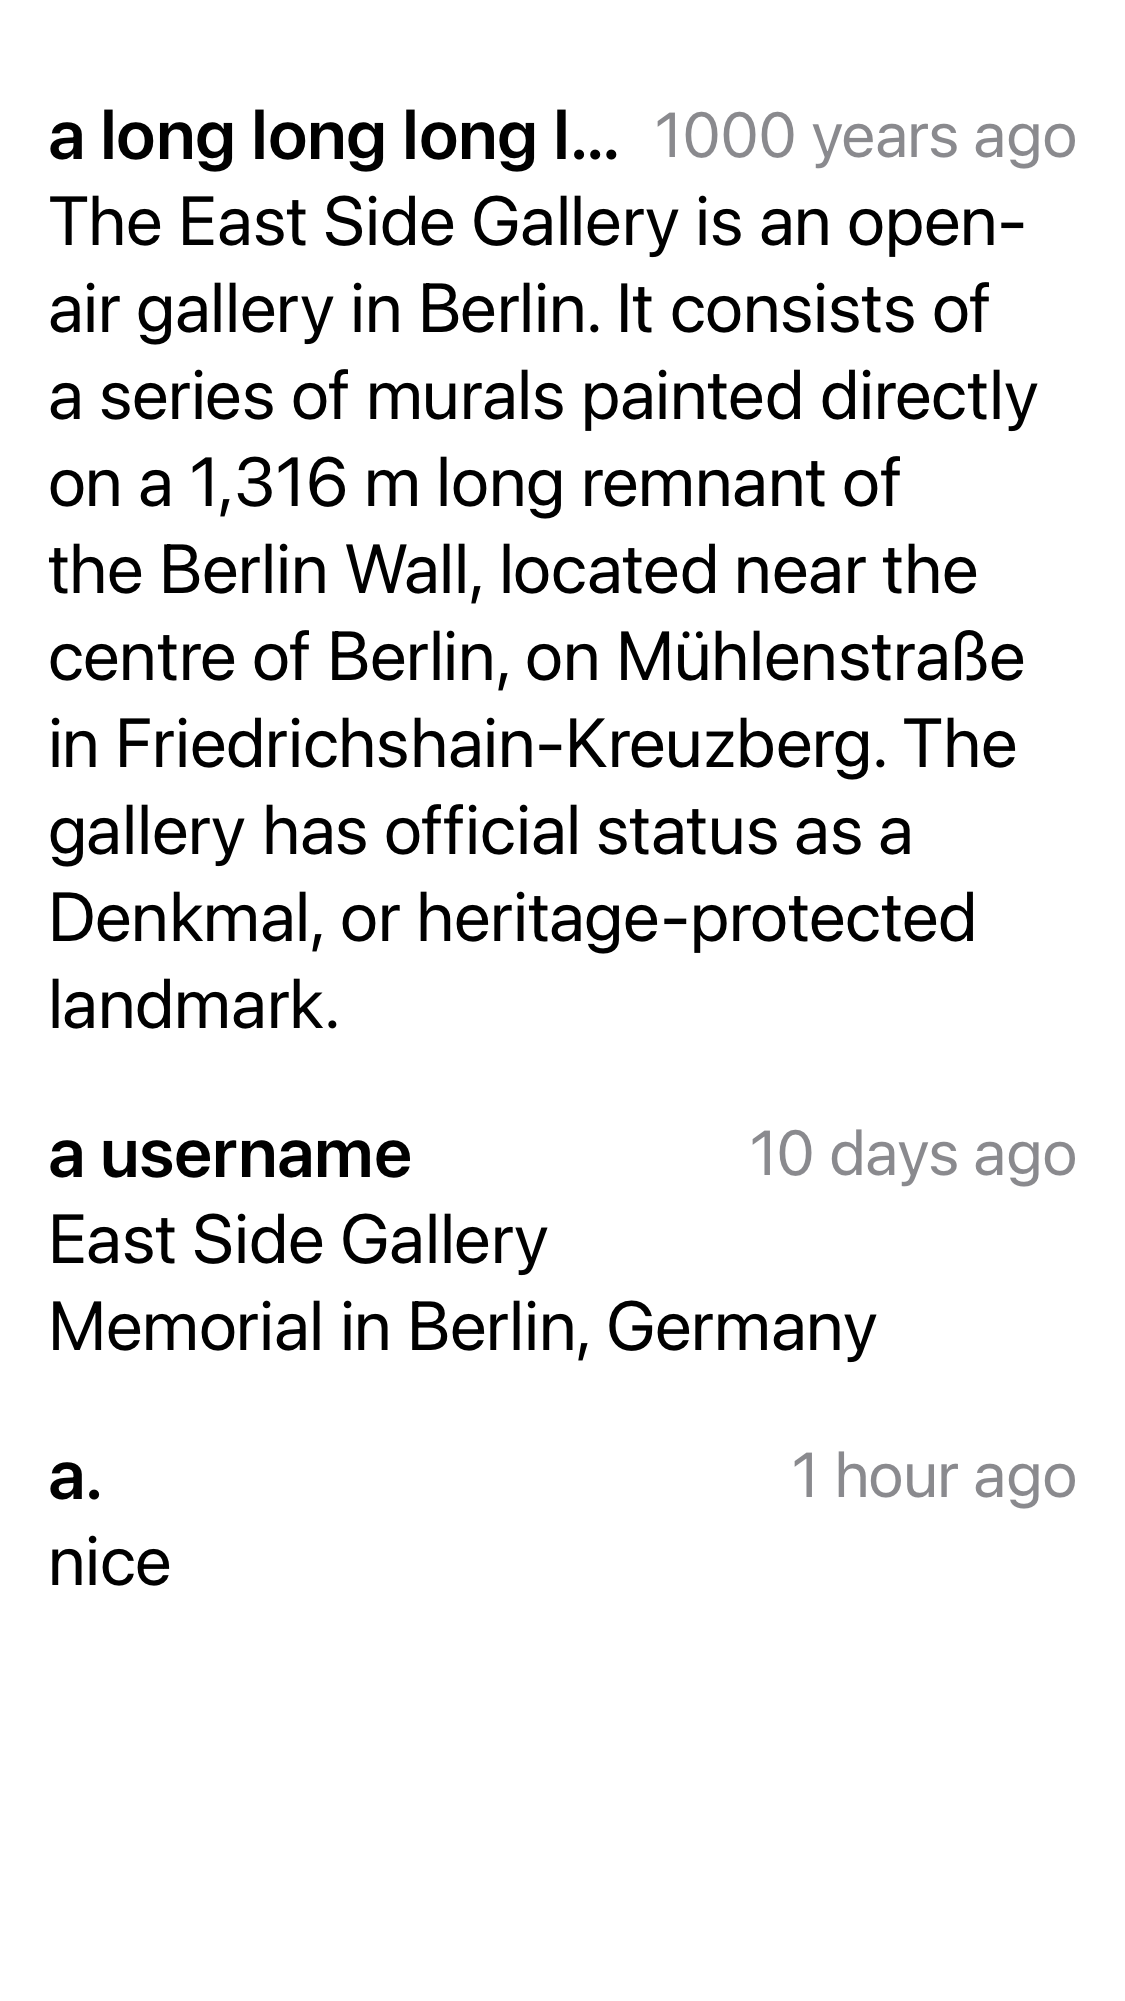 a long long long l... 1000 years ago
The East Side Gallery is an open-
air gallery in Berlin. It consists of
a series of murals painted directly
on a 1,316 m long remnant of
the Berlin Wall, located near the
centre of Berlin, on Mühlenstraße
in Friedrichshain-Kreuzberg. The
gallery has official status as a
Denkmal, or heritage-protected
landmark.
a username 10 days ago
East Side Gallery
Memorial in Berlin, Germany
a. 1 hour ago
nice